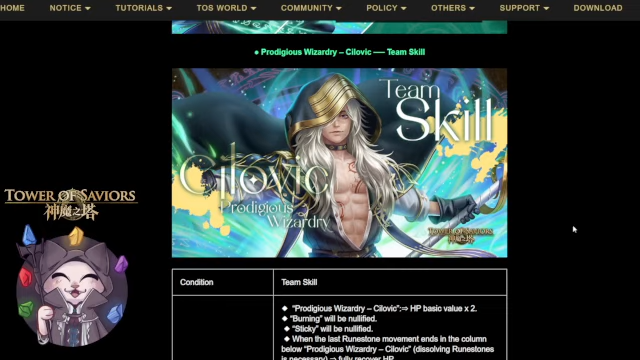 HOME NOTICE TUTORIALS TOS WORLD COMMUNITY POLICY OTHERS SUPPORT DOWNLOAD
● Prodigious Wizardry – Cilovic ── Team Skill
Team
Skill
Cilovic
Prodigious
Wizardry
TOWER OF SAVIORS
神魔之塔
TOWER OF SAVIORS
神魔之塔
Condition Team Skill
◆ "Prodigious Wizardry – Cilovic":⇒ HP basic value x 2.
◆ "Burning" will be nullified.
◆ "Sticky" will be nullified.
◆ When the last Runestone movement ends in the column
below "Prodigious Wizardry – Cilovic" (dissolving Runestones
is necessary) ⇒ fully recover HP